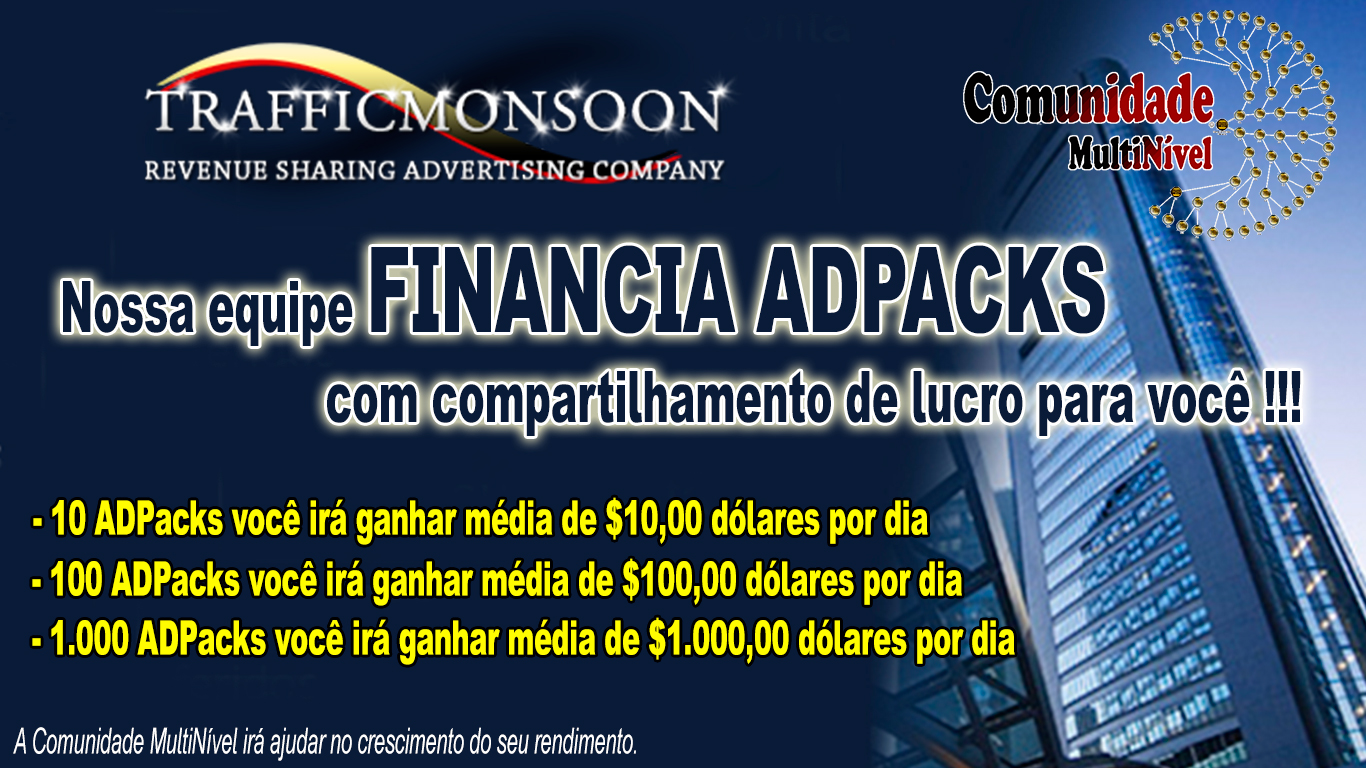 TRAFFICMONSOON
REVENUE SHARING ADVERTISING COMPANY
Comunidade
MultiNível
Nossa equipe FINANCIA ADPACKS
com compartilhamento de lucro para você !!!
- 10 ADPacks você irá ganhar média de $10,00 dólares por dia
- 100 ADPacks você irá ganhar média de $100,00 dólares por dia
- 1.000 ADPacks você irá ganhar média de $1.000,00 dólares por dia
A Comunidade MultiNível irá ajudar no crescimento do seu rendimento.